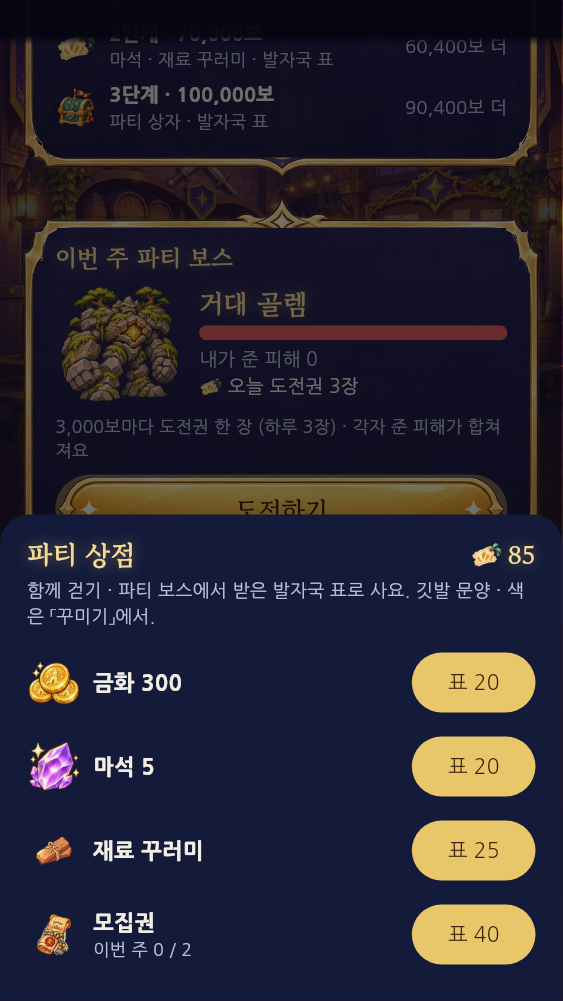 2단계 · 70,000보
60,400보 더
마석 · 재료 꾸러미 · 발자국 표
3단계 · 100,000보
90,400보 더
파티 상자 · 발자국 표
이번 주 파티 보스
거대 골렘
내가 준 피해 0
오늘 도전권 3장
3,000보마다 도전권 한 장 (하루 3장) · 각자 준 피해가 합쳐
져요
도전하기
파티 상점
85
함께 걷기 · 파티 보스에서 받은 발자국 표로 사요. 깃발 문양 · 색
은 「꾸미기」에서.
금화 300
표 20
마석 5
표 20
재료 꾸러미
표 25
모집권
이번 주 0 / 2
표 40